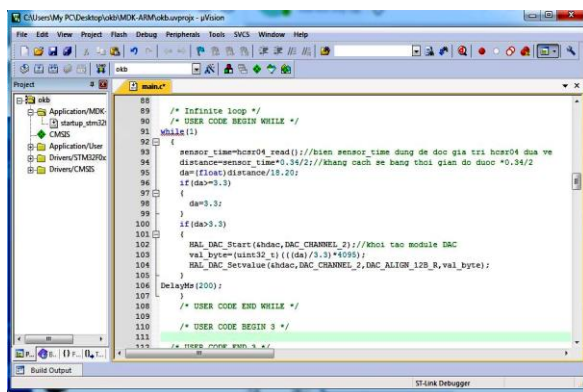 C:\Users\My PC\Desktop\okb\MDK-ARM\okb.uvprojx - µVision
File Edit View Project Flash Debug Peripherals Tools SVCS Window Help
okb
Project
main.c*
okb
Application/MDK-
startup_stm32f
CMSIS
Application/User
Drivers/STM32F0x
Drivers/CMSIS
88
89 /* Infinite loop */
90 /* USER CODE BEGIN WHILE */
91 while(1)
92 {
93 sensor_time=hcsr04_read();//bien sensor_time dung de doc gia tri hcsr04 dua ve
94 distance=sensor_time*0.34/2;//khang cach se bang thoi gian do duoc *0.34/2
95 da=(float)distance/18.20;
96 if(da>=3.3)
97 {
98 da=3.3;
99 }
100 if(da>3.3)
101 {
102 HAL_DAC_Start(&hdac,DAC_CHANNEL_2);//khoi tao module DAC
103 val_byte=(uint32_t)(((da)/3.3)*4095);
104 HAL_DAC_Setvalue(&hdac,DAC_CHANNEL_2,DAC_ALIGN_12B_R,val_byte);
105 }
106 DelayMs(200);
107 }
108 /* USER CODE END WHILE */
109
110 /* USER CODE BEGIN 3 */
111
112 /* USER CODE END 3 */
P... B... {} F... 0 T...
Build Output
ST-Link Debugger